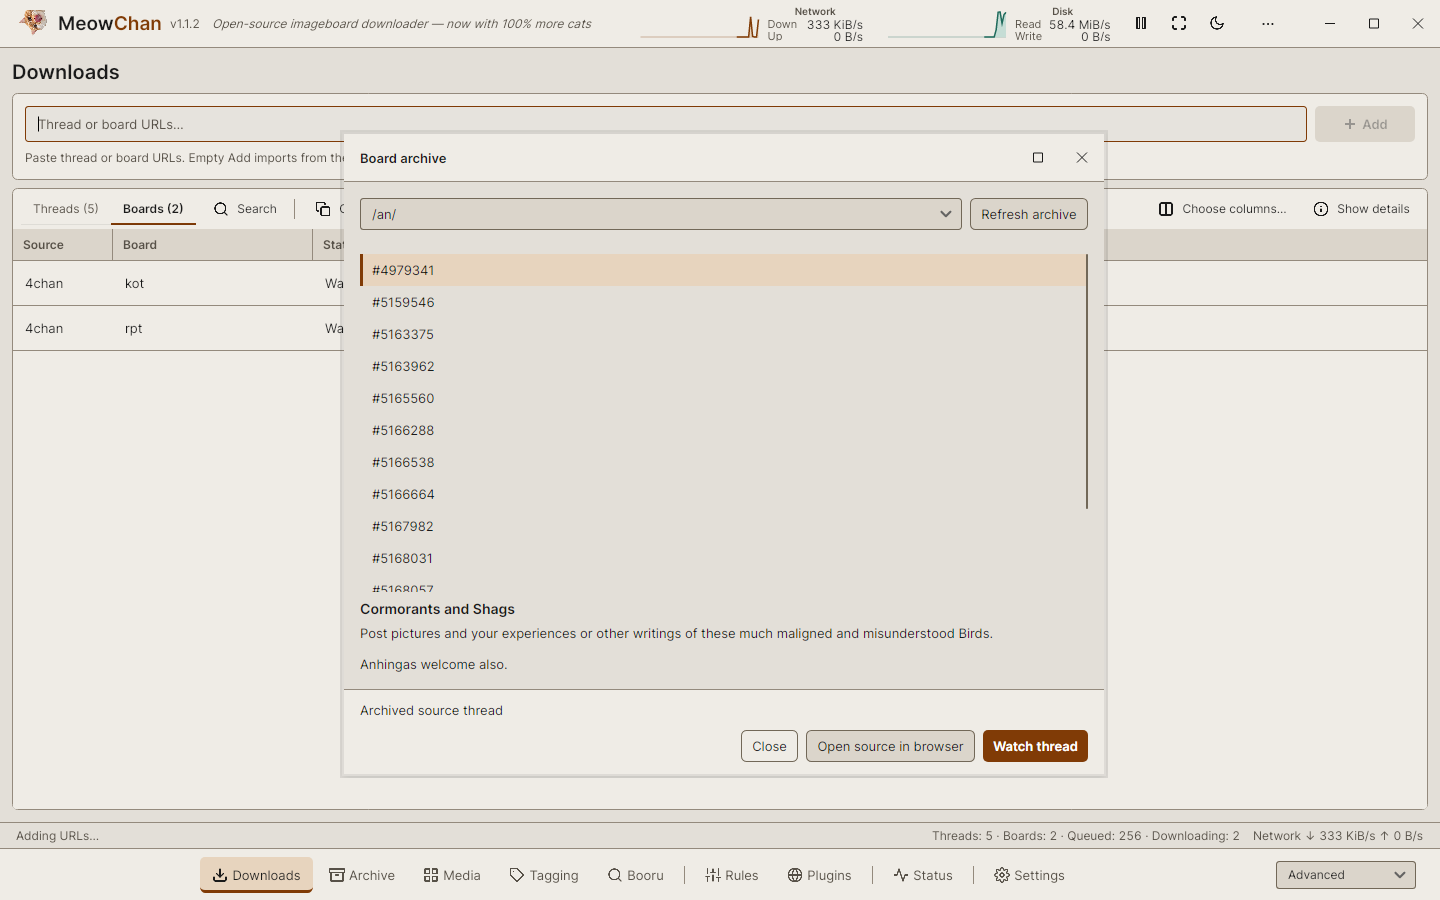 MeowChan v1.1.2 Open-source imageboard downloader — now with 100% more cats
Network
Down 333 KiB/s
Up 0 B/s
Disk
Read 58.4 MiB/s
Write 0 B/s
Downloads
Thread or board URLs...
+ Add
Paste thread or board URLs. Empty Add imports from the
Threads (5) Boards (2) Search C Choose columns... Show details
Source Board Stat
4chan kot Wa
4chan rpt Wa
Board archive
/an/ Refresh archive
#4979341
#5159546
#5163375
#5163962
#5165560
#5166288
#5166538
#5166664
#5167982
#5168031
#5168057
Cormorants and Shags
Post pictures and your experiences or other writings of these much maligned and misunderstood Birds.
Anhingas welcome also.
Archived source thread
Close Open source in browser Watch thread
Adding URLs... Threads: 5 · Boards: 2 · Queued: 256 · Downloading: 2 Network ↓ 333 KiB/s ↑ 0 B/s
Downloads Archive Media Tagging Booru Rules Plugins Status Settings Advanced